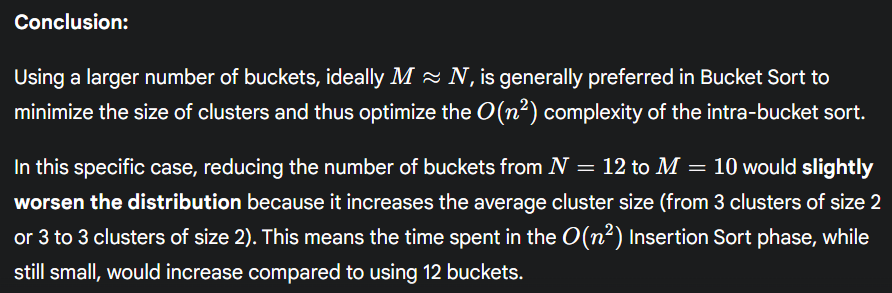 Conclusion:
Using a larger number of buckets, ideally M ≈ N, is generally preferred in Bucket Sort to
minimize the size of clusters and thus optimize the O(n²) complexity of the intra-bucket sort.
In this specific case, reducing the number of buckets from N = 12 to M = 10 would slightly
worsen the distribution because it increases the average cluster size (from 3 clusters of size 2
or 3 to 3 clusters of size 2). This means the time spent in the O(n²) Insertion Sort phase, while
still small, would increase compared to using 12 buckets.